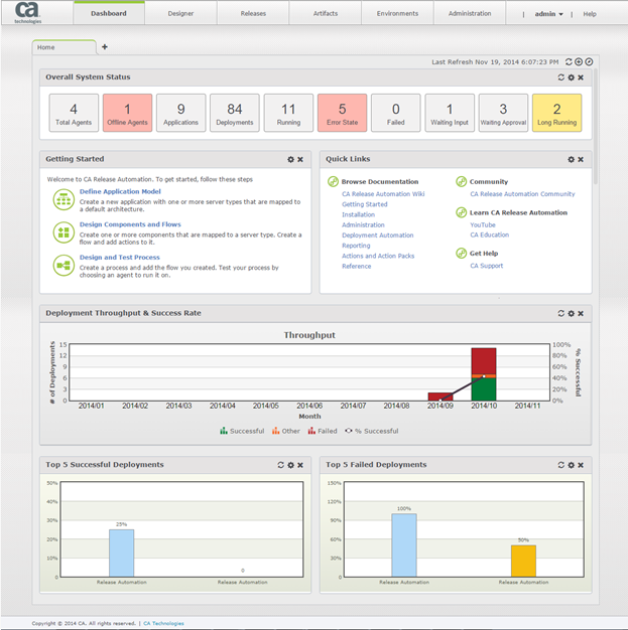 ca
technologies
Dashboard Designer Releases Artifacts Environments Administration | admin | Help
Home +
Last Refresh Nov 19, 2014 6:07:23 PM
Overall System Status
4 1 9 84 11 5 0 1 3 2
Total Agents Offline Agents Applications Deployments Running Error State Failed Waiting Input Waiting Approval Long Running
Getting Started
Welcome to CA Release Automation. To get started, follow these steps
Define Application Model
Create a new application with one or more server types that are mapped to
a default architecture.
Design Components and Flows
Create one or more components that are mapped to a server type. Create a
flow and add actions to it.
Design and Test Process
Create a process and add the flow you created. Test your process by
choosing an agent to run it on.
Quick Links
Browse Documentation
CA Release Automation Wiki
Getting Started
Installation
Administration
Deployment Automation
Reporting
Actions and Action Packs
Reference
Community
CA Release Automation Community
Learn CA Release Automation
YouTube
CA Education
Get Help
CA Support
Deployment Throughput & Success Rate
Throughput
# of Deployments
15
12
9
6
3
0
100%
80%
60%
40%
20%
0%
% Successful
2014/01 2014/02 2014/03 2014/04 2014/05 2014/06 2014/07 2014/08 2014/09 2014/10 2014/11
Month
Successful Other Failed % Successful
Top 5 Successful Deployments
50%
40%
30%
20%
10%
0%
25%
0
Release Automation Release Automation
Top 5 Failed Deployments
150%
120%
90%
60%
30%
0
100%
50%
Release Automation Release Automation
Copyright © 2014 CA. All rights reserved. | CA Technologies